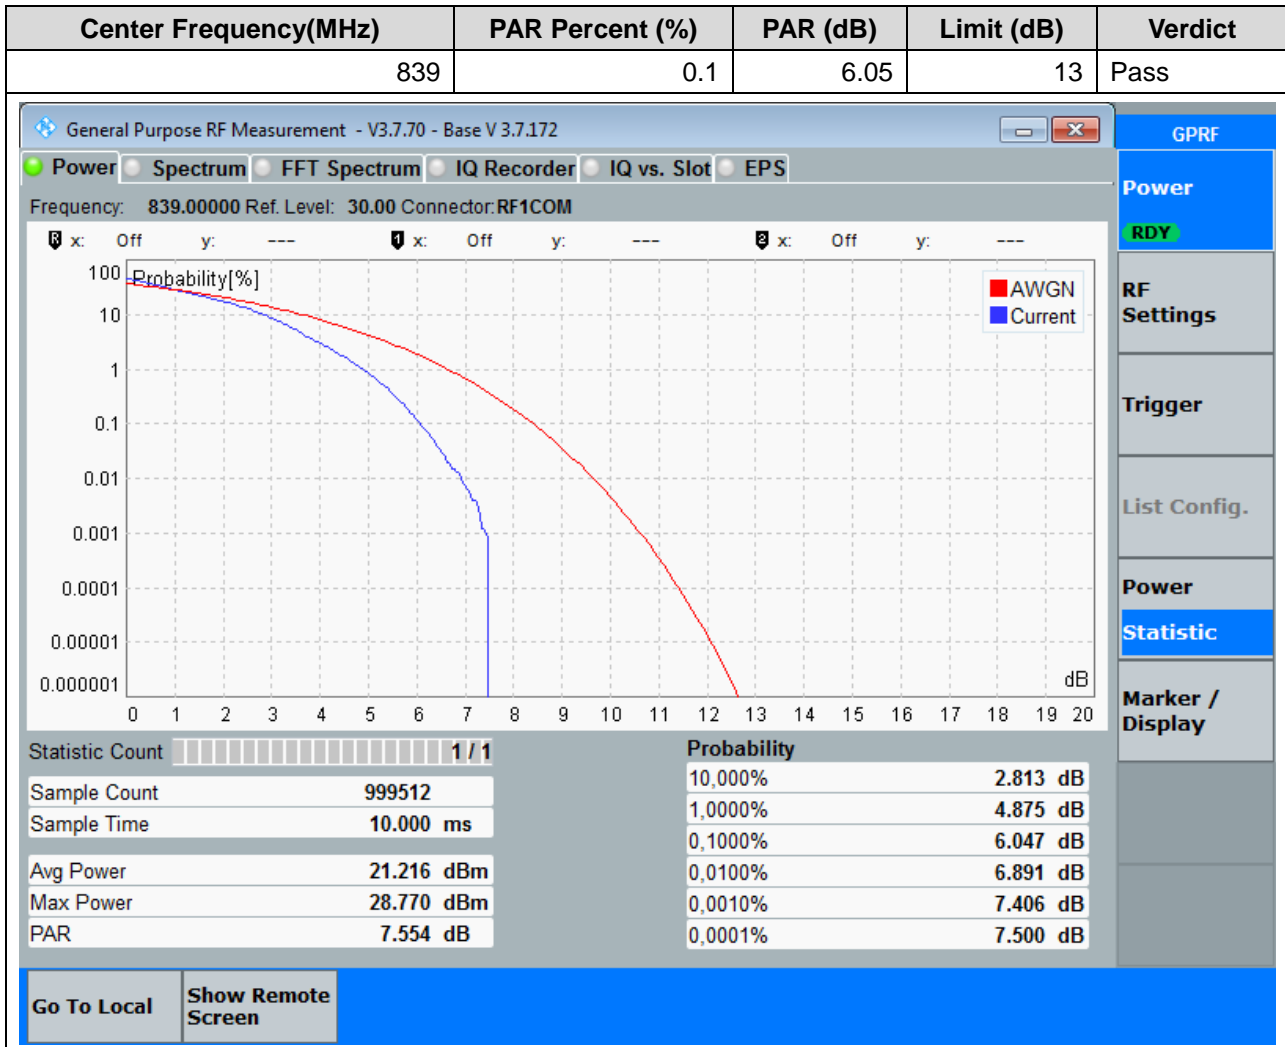 Center Frequency(MHz) PAR Percent (%) PAR (dB) Limit (dB) Verdict
839 0.1 6.05 13 Pass
General Purpose RF Measurement - V3.7.70 - Base V 3.7.172
GPRF
Power Spectrum FFT Spectrum IQ Recorder IQ vs. Slot EPS
Frequency: 839.00000 Ref. Level: 30.00 Connector: RF1COM
R x: Off y: --- 1 x: Off y: --- 2 x: Off y: ---
Probability[%]
AWGN
Current
100
10
1
0.1
0.01
0.001
0.0001
0.00001
0.000001
dB
0 1 2 3 4 5 6 7 8 9 10 11 12 13 14 15 16 17 18 19 20
Statistic Count 1 / 1
Sample Count 999512
Sample Time 10.000 ms
Avg Power 21.216 dBm
Max Power 28.770 dBm
PAR 7.554 dB
Probability
10,000% 2.813 dB
1,0000% 4.875 dB
0,1000% 6.047 dB
0,0100% 6.891 dB
0,0010% 7.406 dB
0,0001% 7.500 dB
Power
RDY
RF
Settings
Trigger
List Config.
Power
Statistic
Marker /
Display
Go To Local
Show Remote
Screen